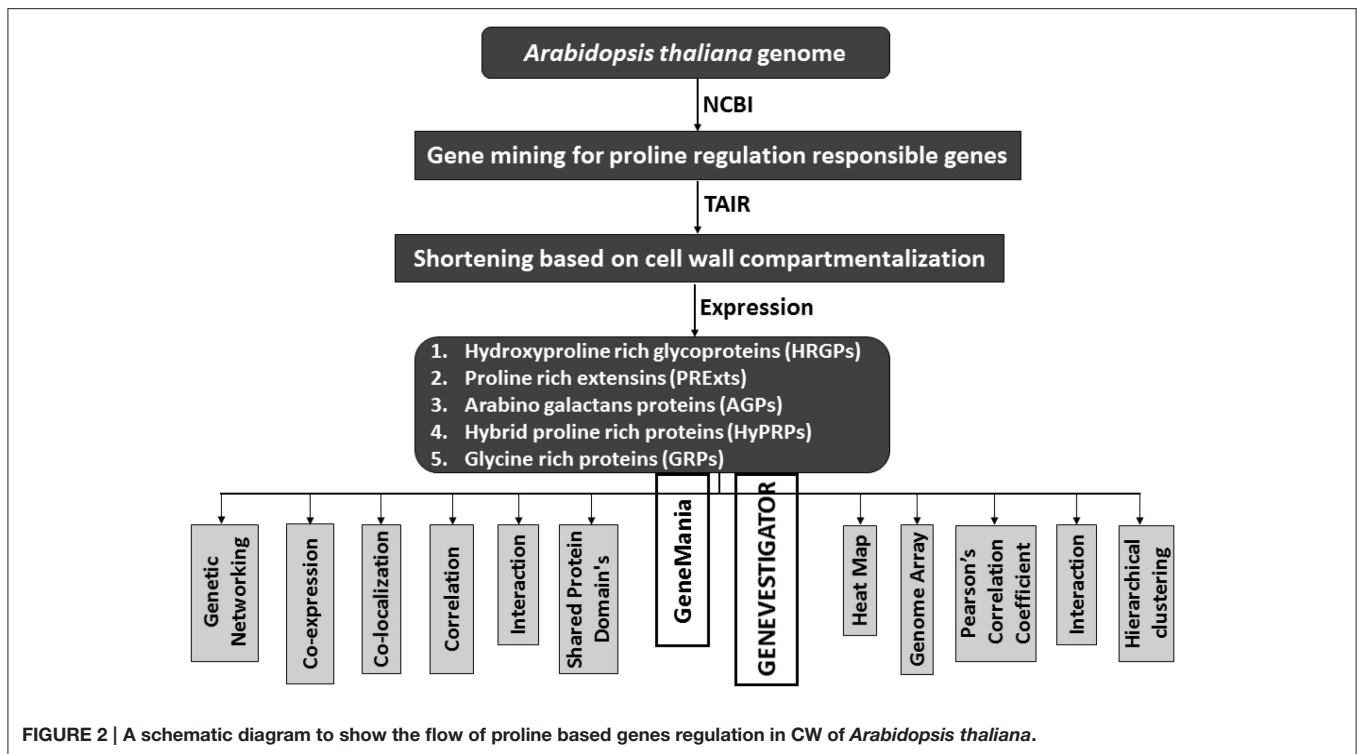 Arabidopsis thaliana genome
NCBI
Gene mining for proline regulation responsible genes
TAIR
Shortening based on cell wall compartmentalization
Expression
1. Hydroxyproline rich glycoproteins (HRGPs)
2. Proline rich extensins (PRExts)
3. Arabino galactans proteins (AGPs)
4. Hybrid proline rich proteins (HyPRPs)
5. Glycine rich proteins (GRPs)
Genetic
Networking
Co-expression
Co-localization
Correlation
Interaction
Shared Protein
Domain's
GeneMania
GENEVESTIGATOR
Heat Map
Genome Array
Pearson's
Correlation
Coefficient
Interaction
Hierarchical
clustering
FIGURE 2 | A schematic diagram to show the flow of proline based genes regulation in CW of Arabidopsis thaliana.